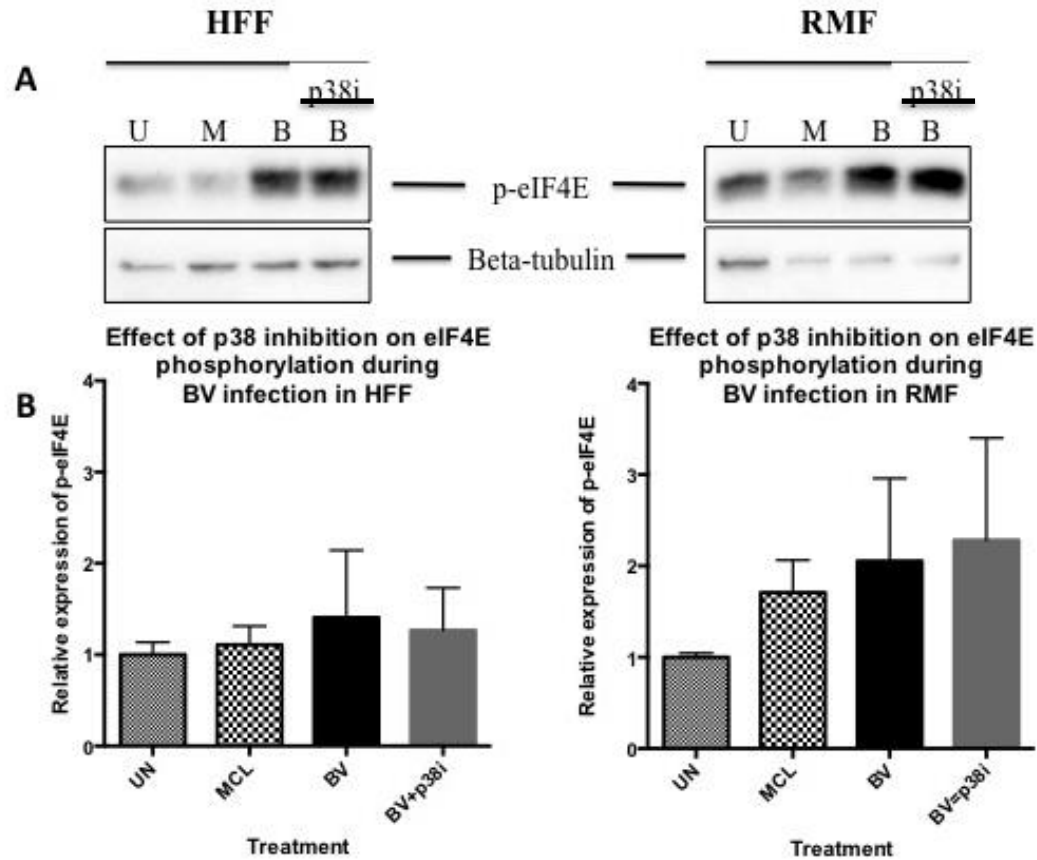 HFF
RMF
A
p38i
p38i
U M B B
U M B B
p-eIF4E
Beta-tubulin
Effect of p38 inhibition on eIF4E
phosphorylation during
BV infection in HFF
Effect of p38 inhibition on eIF4E
phosphorylation during
BV infection in RMF
B
Relative expression of p-eIF4E
4
3
2
1
0
UN
MCL
BV
BV+p38i
Treatment
Relative expression of p-eIF4E
4
3
2
1
0
UN
MCL
BV
BV=p38i
Treatment